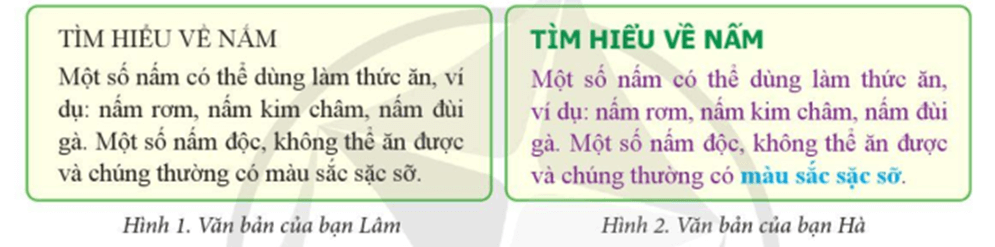 TÌM HIỂU VỀ NẤM
Một số nấm có thể dùng làm thức ăn, ví
dụ: nấm rơm, nấm kim châm, nấm đùi
gà. Một số nấm độc, không thể ăn được
và chúng thường có màu sắc sặc sỡ.
Hình 1. Văn bản của bạn Lâm
TÌM HIỂU VỀ NẤM
Một số nấm có thể dùng làm thức ăn,
ví dụ: nấm rơm, nấm kim châm, nấm đùi
gà. Một số nấm độc, không thể ăn được
và chúng thường có màu sắc sặc sỡ.
Hình 2. Văn bản của bạn Hà